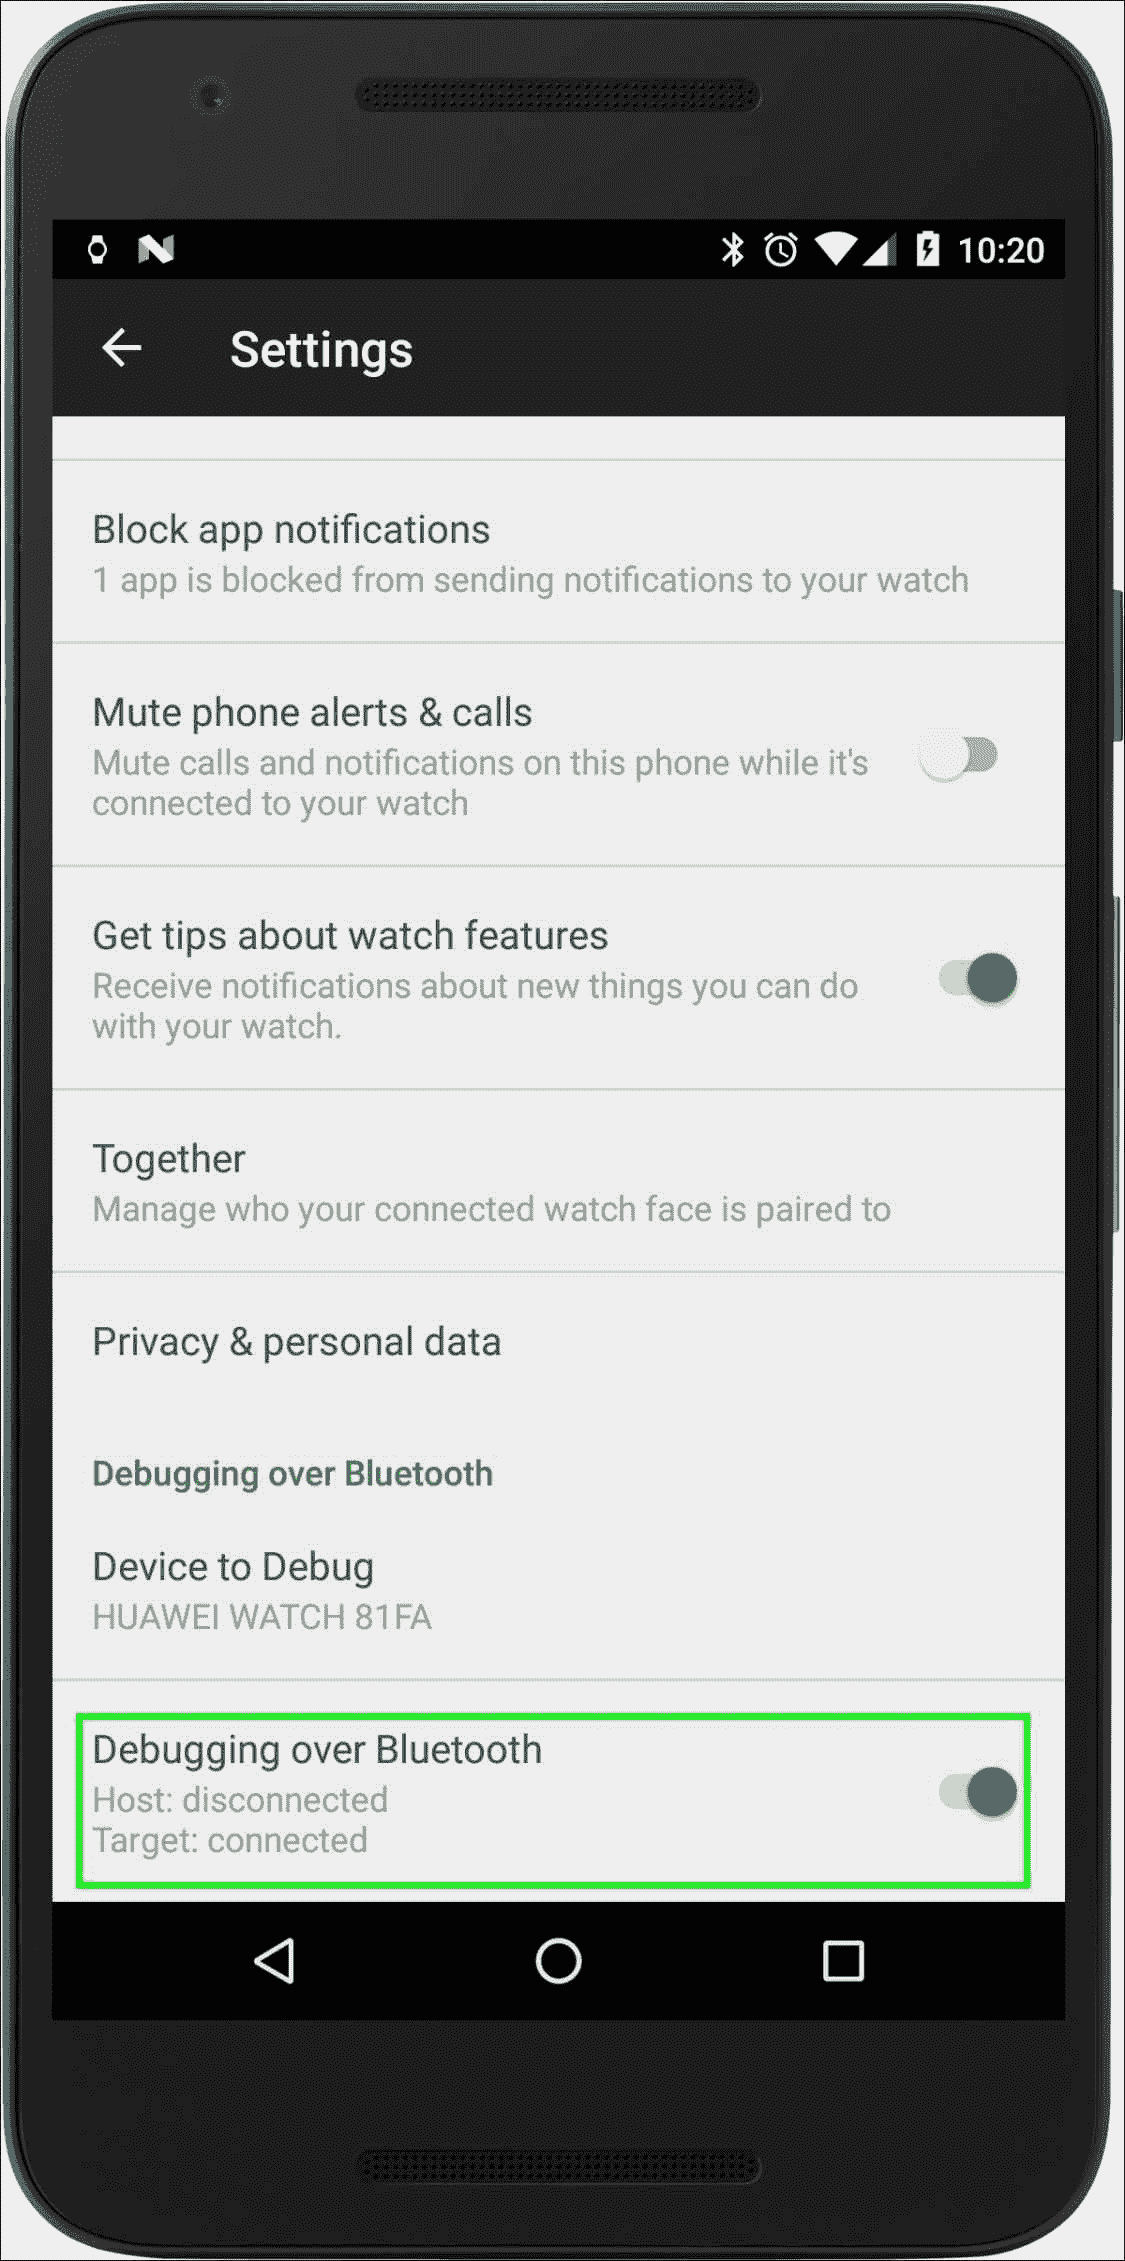 10:20
Settings
Block app notifications
1 app is blocked from sending notifications to your watch
Mute phone alerts & calls
Mute calls and notifications on this phone while it's
connected to your watch
Get tips about watch features
Receive notifications about new things you can do
with your watch.
Together
Manage who your connected watch face is paired to
Privacy & personal data
Debugging over Bluetooth
Device to Debug
HUAWEI WATCH 81FA
Debugging over Bluetooth
Host: disconnected
Target: connected